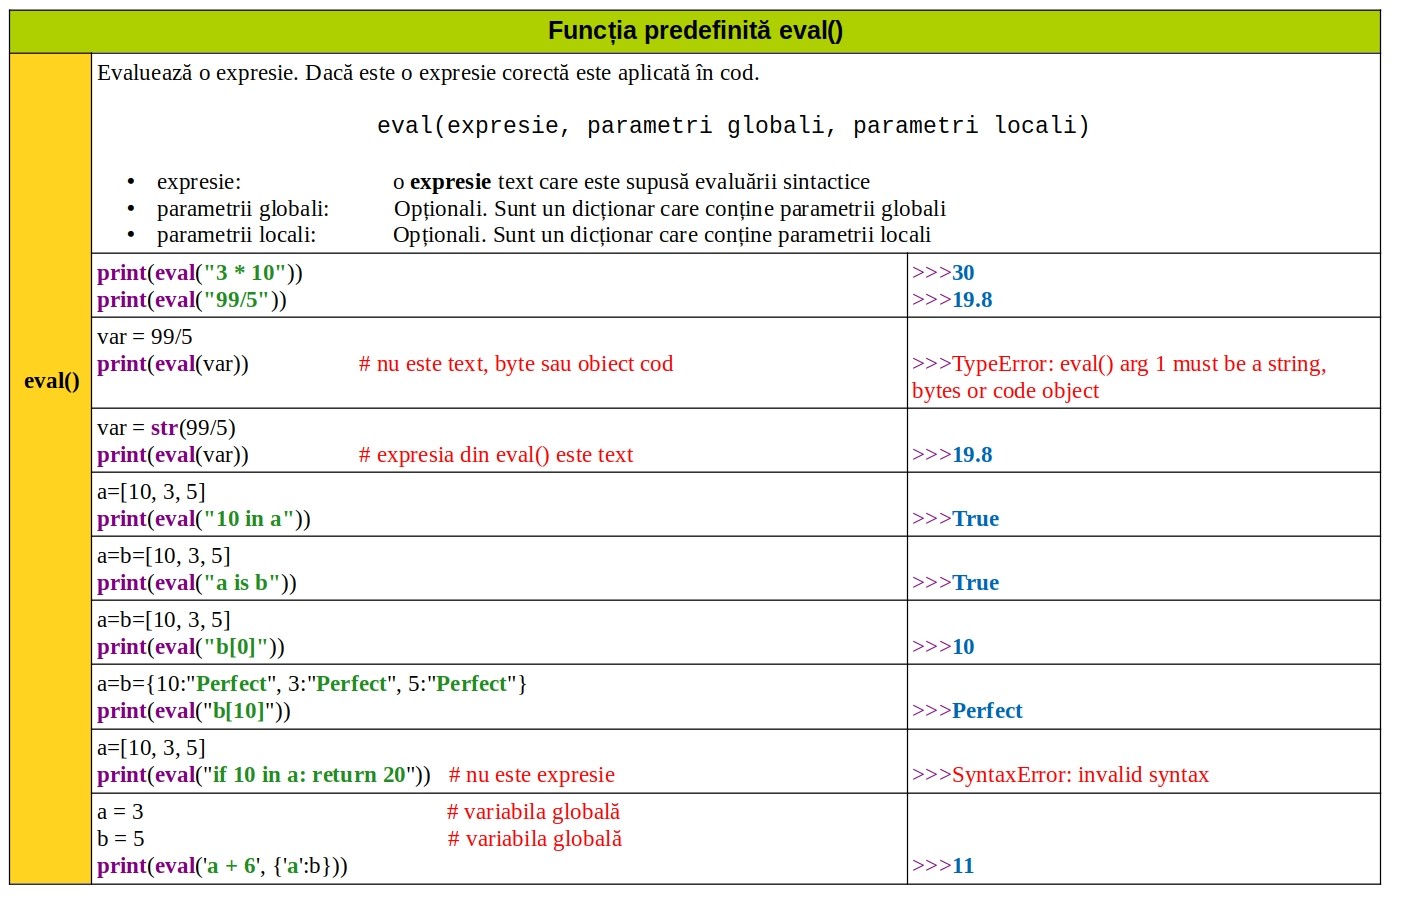 Funcția predefinită eval()
eval()
Evaluează o expresie. Dacă este o expresie corectă este aplicată în cod.
eval(expresie, parametri globali, parametri locali)
• expresie: o expresie text care este supusă evaluării sintactice
• parametrii globali: Opționali. Sunt un dicționar care conține parametrii globali
• parametrii locali: Opționali. Sunt un dicționar care conține parametrii locali
print(eval("3 * 10"))
print(eval("99/5"))
>>>30
>>>19.8
var = 99/5
print(eval(var)) # nu este text, byte sau obiect cod
>>>TypeError: eval() arg 1 must be a string,
bytes or code object
var = str(99/5)
print(eval(var)) # expresia din eval() este text
>>>19.8
a=[10, 3, 5]
print(eval("10 in a"))
>>>True
a=b=[10, 3, 5]
print(eval("a is b"))
>>>True
a=b=[10, 3, 5]
print(eval("b[0]"))
>>>10
a=b={10:"Perfect", 3:"Perfect", 5:"Perfect"}
print(eval("b[10]"))
>>>Perfect
a=[10, 3, 5]
print(eval("if 10 in a: return 20")) # nu este expresie
>>>SyntaxError: invalid syntax
a = 3 # variabila globală
b = 5 # variabila globală
print(eval('a + 6', {'a':b}))
>>>11